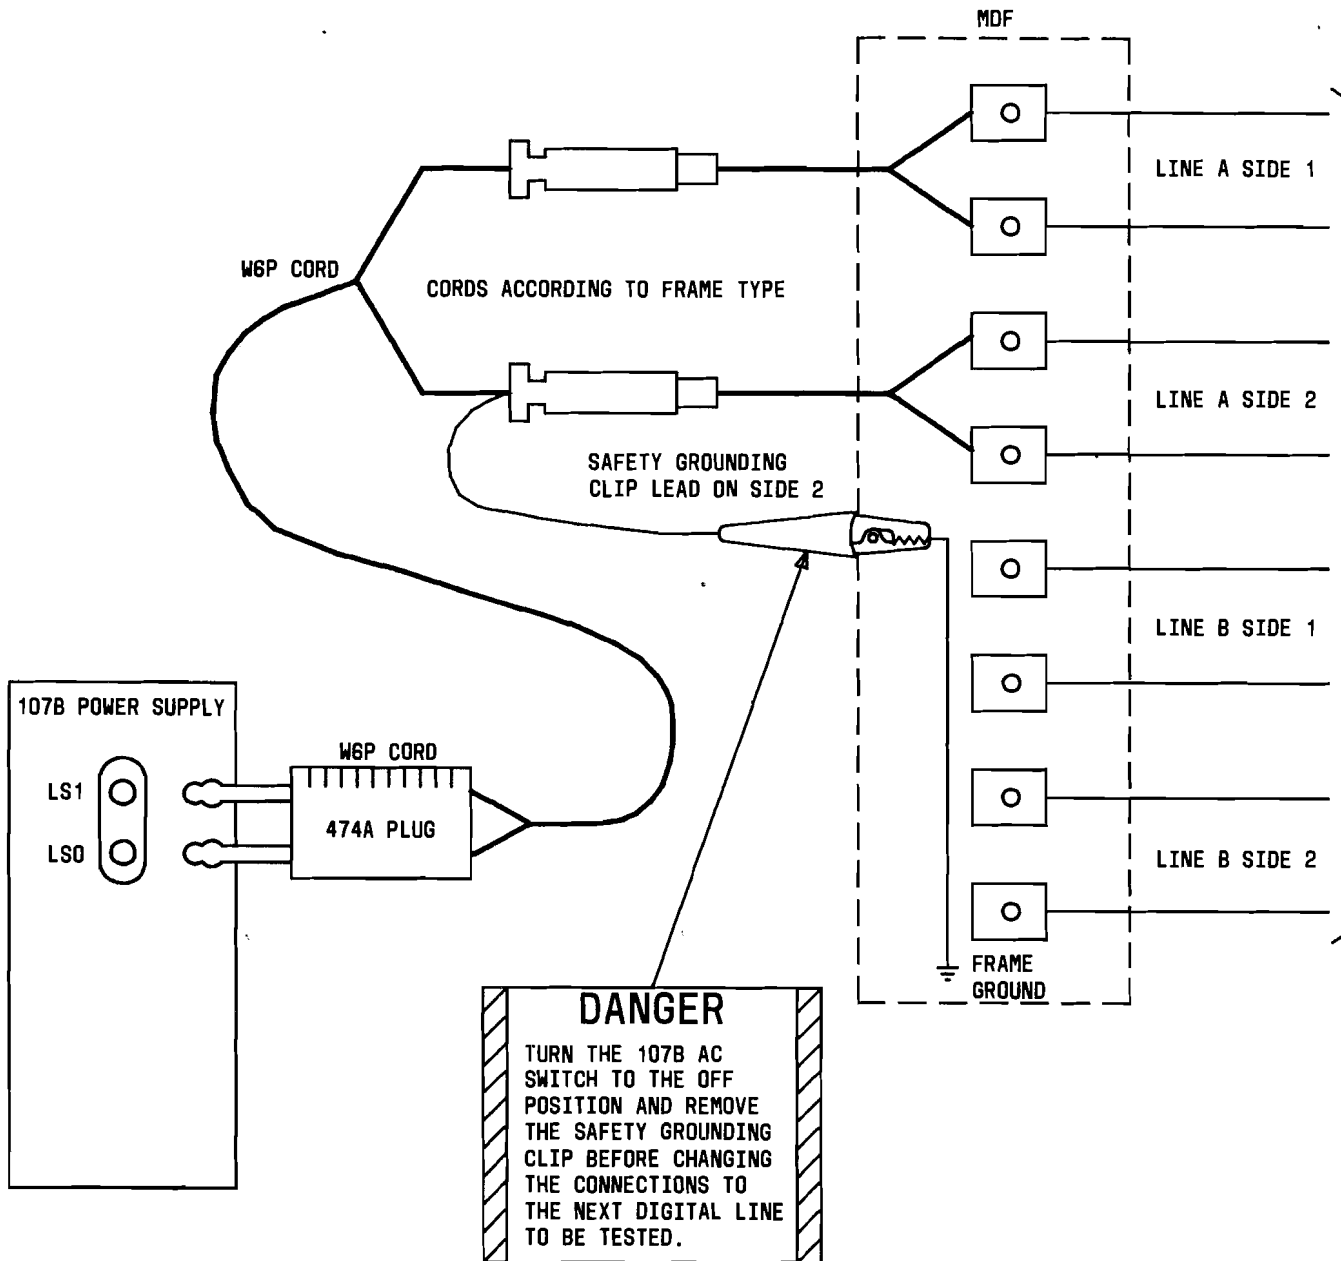 MDF
LINE A SIDE 1
W6P CORD
CORDS ACCORDING TO FRAME TYPE
LINE A SIDE 2
SAFETY GROUNDING
CLIP LEAD ON SIDE 2
LINE B SIDE 1
107B POWER SUPPLY
W6P CORD
LS1
474A PLUG
LS0
LINE B SIDE 2
FRAME
GROUND
DANGER
TURN THE 107B AC
SWITCH TO THE OFF
POSITION AND REMOVE
THE SAFETY GROUNDING
CLIP BEFORE CHANGING
THE CONNECTIONS TO
THE NEXT DIGITAL LINE
TO BE TESTED.